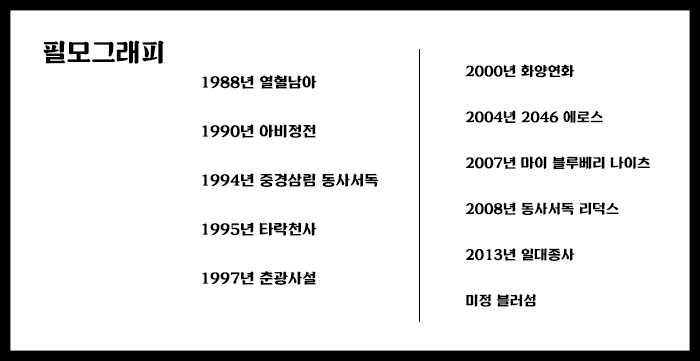 필모그래피
1988년 열혈남아
1990년 아비정전
1994년 중경삼림 동사서독
1995년 타락천사
1997년 춘광사설
2000년 화양연화
2004년 2046 에로스
2007년 마이 블루베리 나이츠
2008년 동사서독 리덕스
2013년 일대종사
미정 블러섬